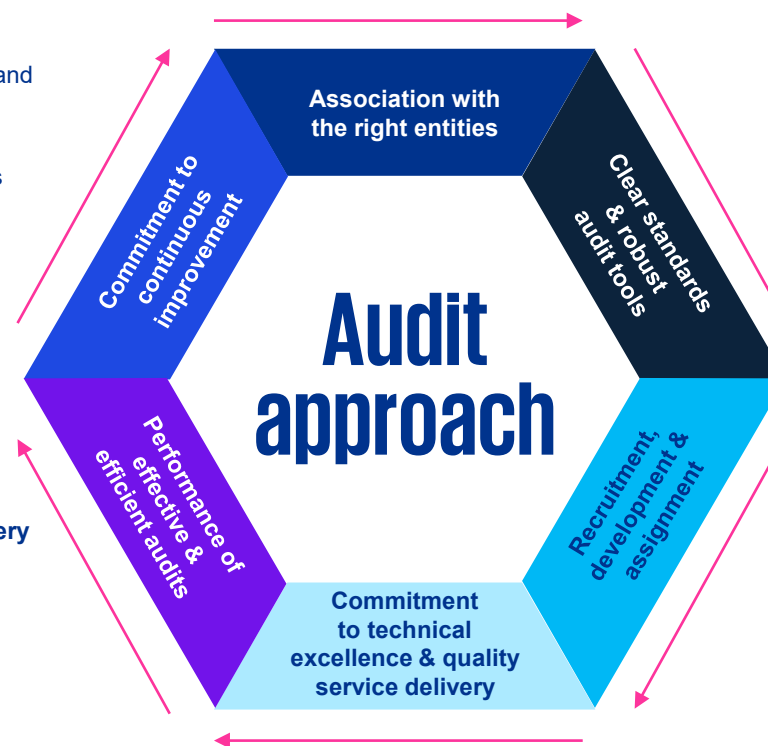 and
s
ery
Association with
the right entities
Clear standards
& robust
audit tools
Recruitment,
development &
assignment
Commitment
to technical
excellence & quality
service delivery
Performance of
effective &
efficient audits
Commitment to
continuous
improvement
Audit
approach